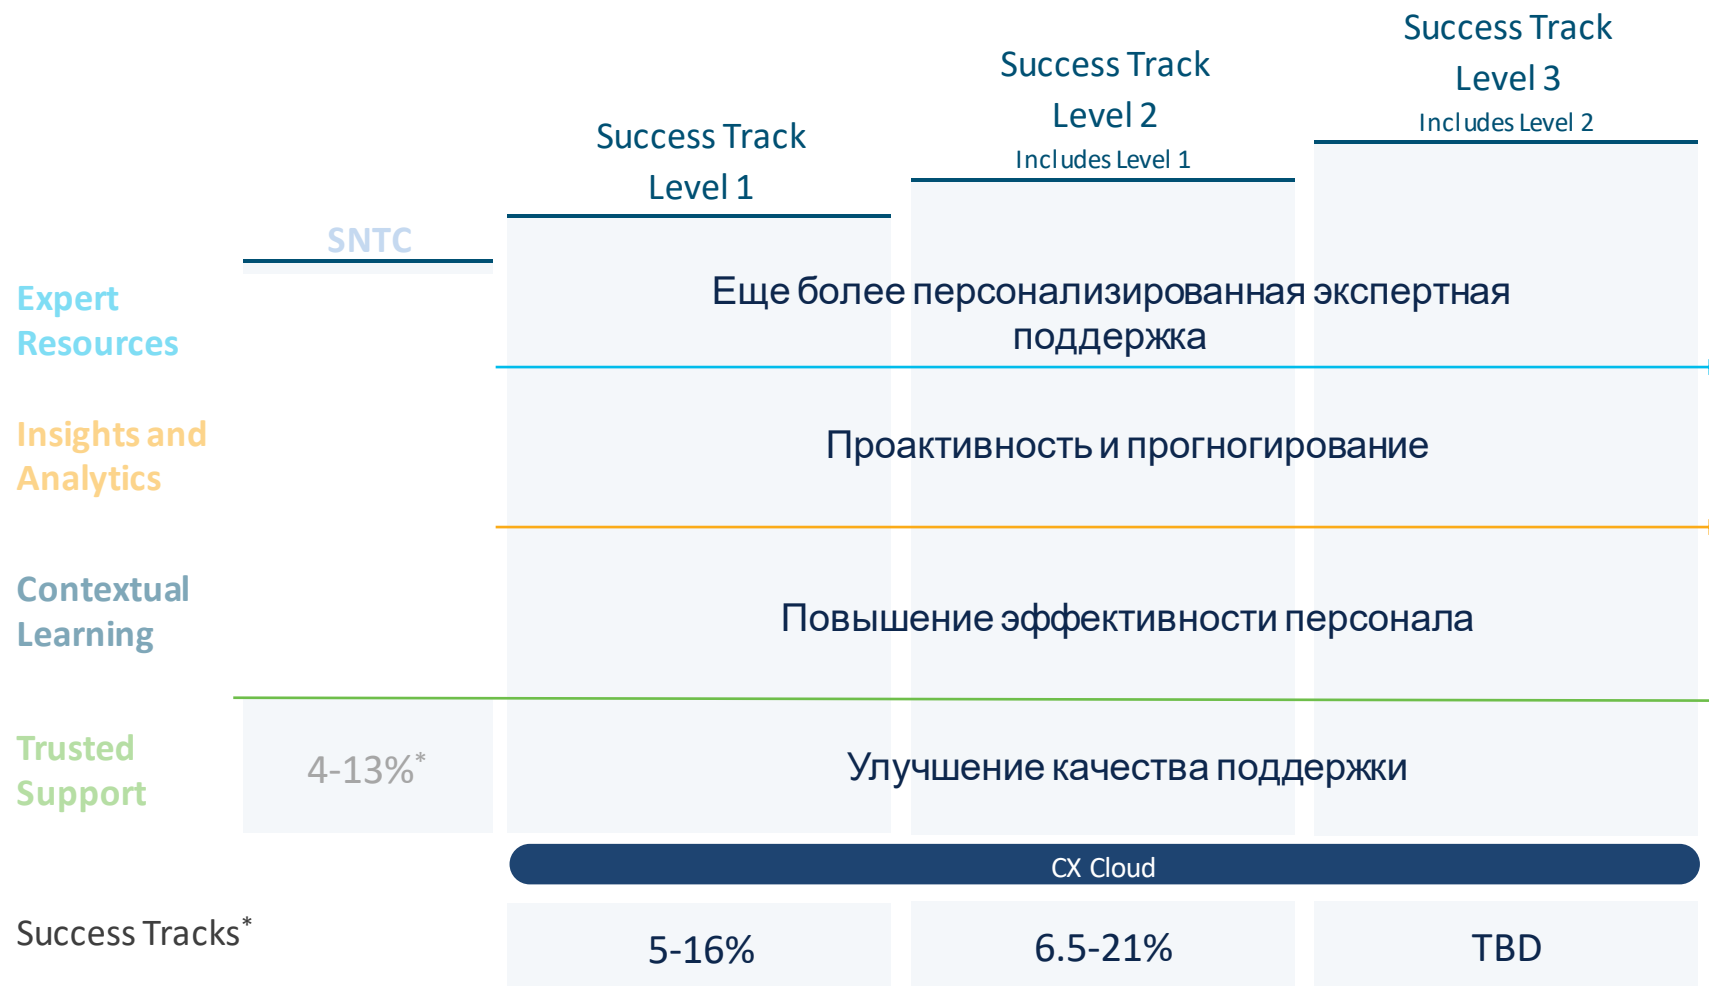 Success Track
Level 3
Includes Level 2
Success Track
Level 2
Includes Level 1
Success Track
Level 1
SNTC
Expert
Resources
Еще более персонализированная экспертная
поддержка
Insights and
Analytics
Проактивность и прогногирование
Contextual
Learning
Повышение эффективности персонала
Trusted
Support
4-13%*
Улучшение качества поддержки
CX Cloud
Success Tracks*
5-16%
6.5-21%
TBD